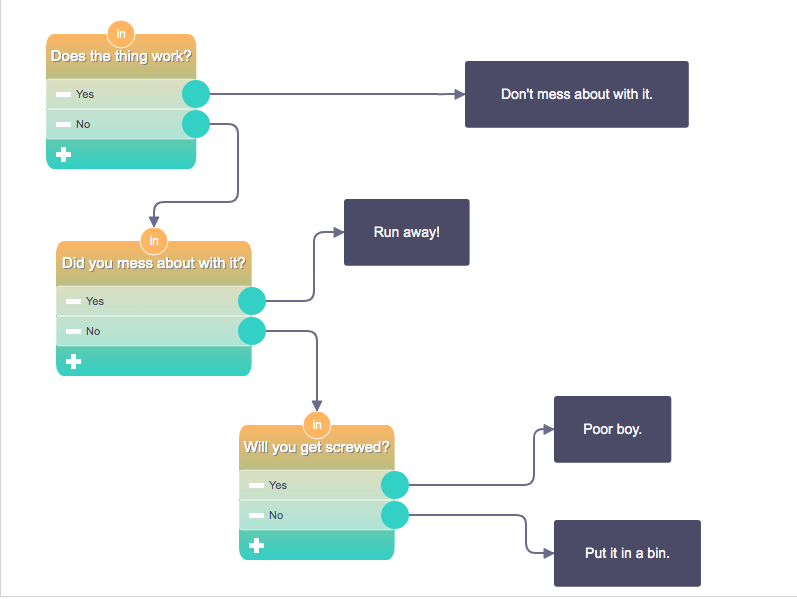 In
Does the thing work?
Yes
No
Don't mess about with it.
In
Did you mess about with it?
Yes
No
Run away!
In
Will you get screwed?
Yes
No
Poor boy.
Put it in a bin.